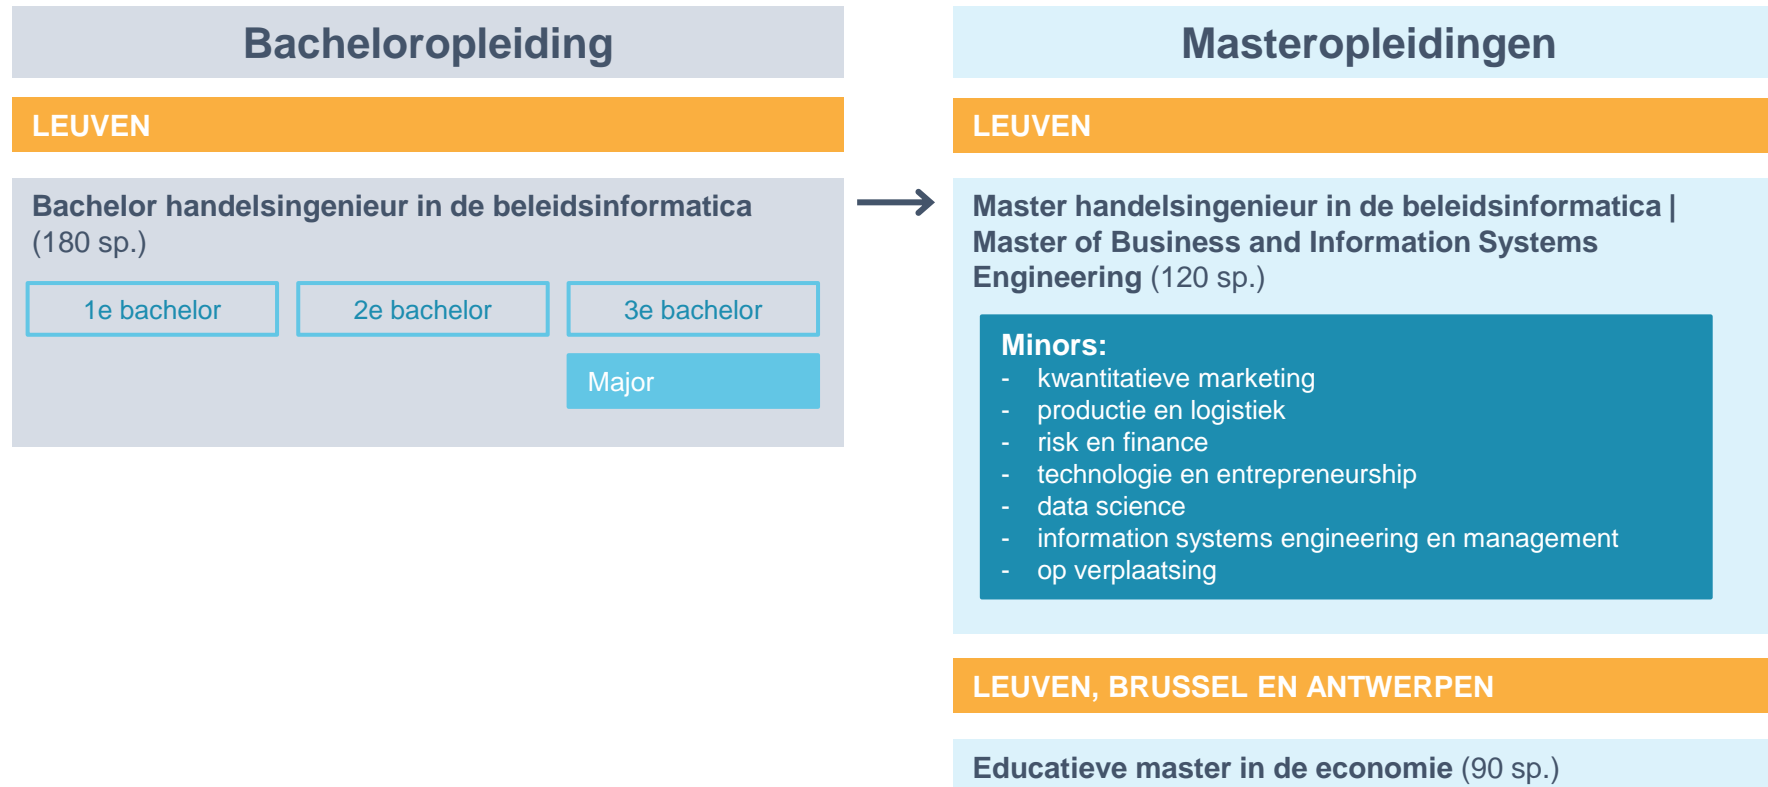 Bacheloropleiding
LEUVEN
Bachelor handelsingenieur in de beleidsinformatica
(180 sp.)
1e bachelor
2e bachelor
3e bachelor
Major
Masteropleidingen
LEUVEN
Master handelsingenieur in de beleidsinformatica |
Master of Business and Information Systems
Engineering (120 sp.)
Minors:
- kwantitatieve marketing
- productie en logistiek
- risk en finance
- technologie en entrepreneurship
- data science
- information systems engineering en management
- op verplaatsing
LEUVEN, BRUSSEL EN ANTWERPEN
Educatieve master in de economie (90 sp.)